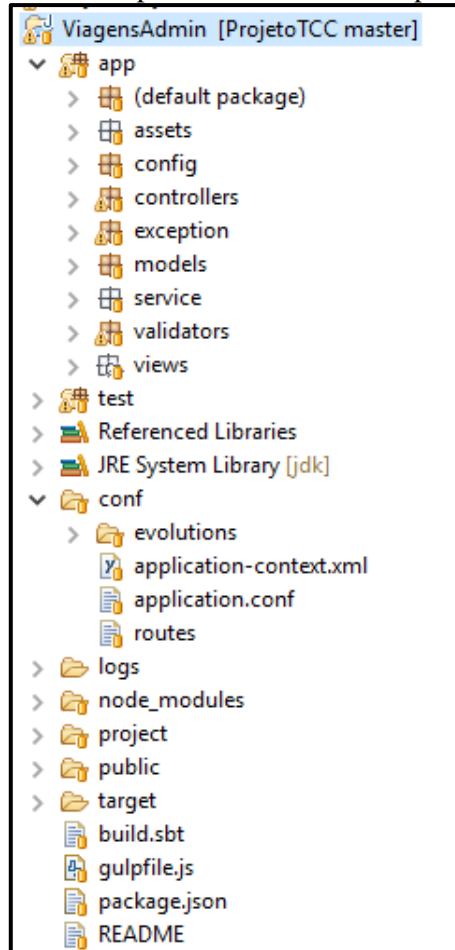 ViagensAdmin [ProjetoTCC master]
app
(default package)
assets
config
controllers
exception
models
service
validators
views
test
Referenced Libraries
JRE System Library [jdk]
conf
evolutions
application-context.xml
application.conf
routes
logs
node_modules
project
public
target
build.sbt
gulpfile.js
package.json
README